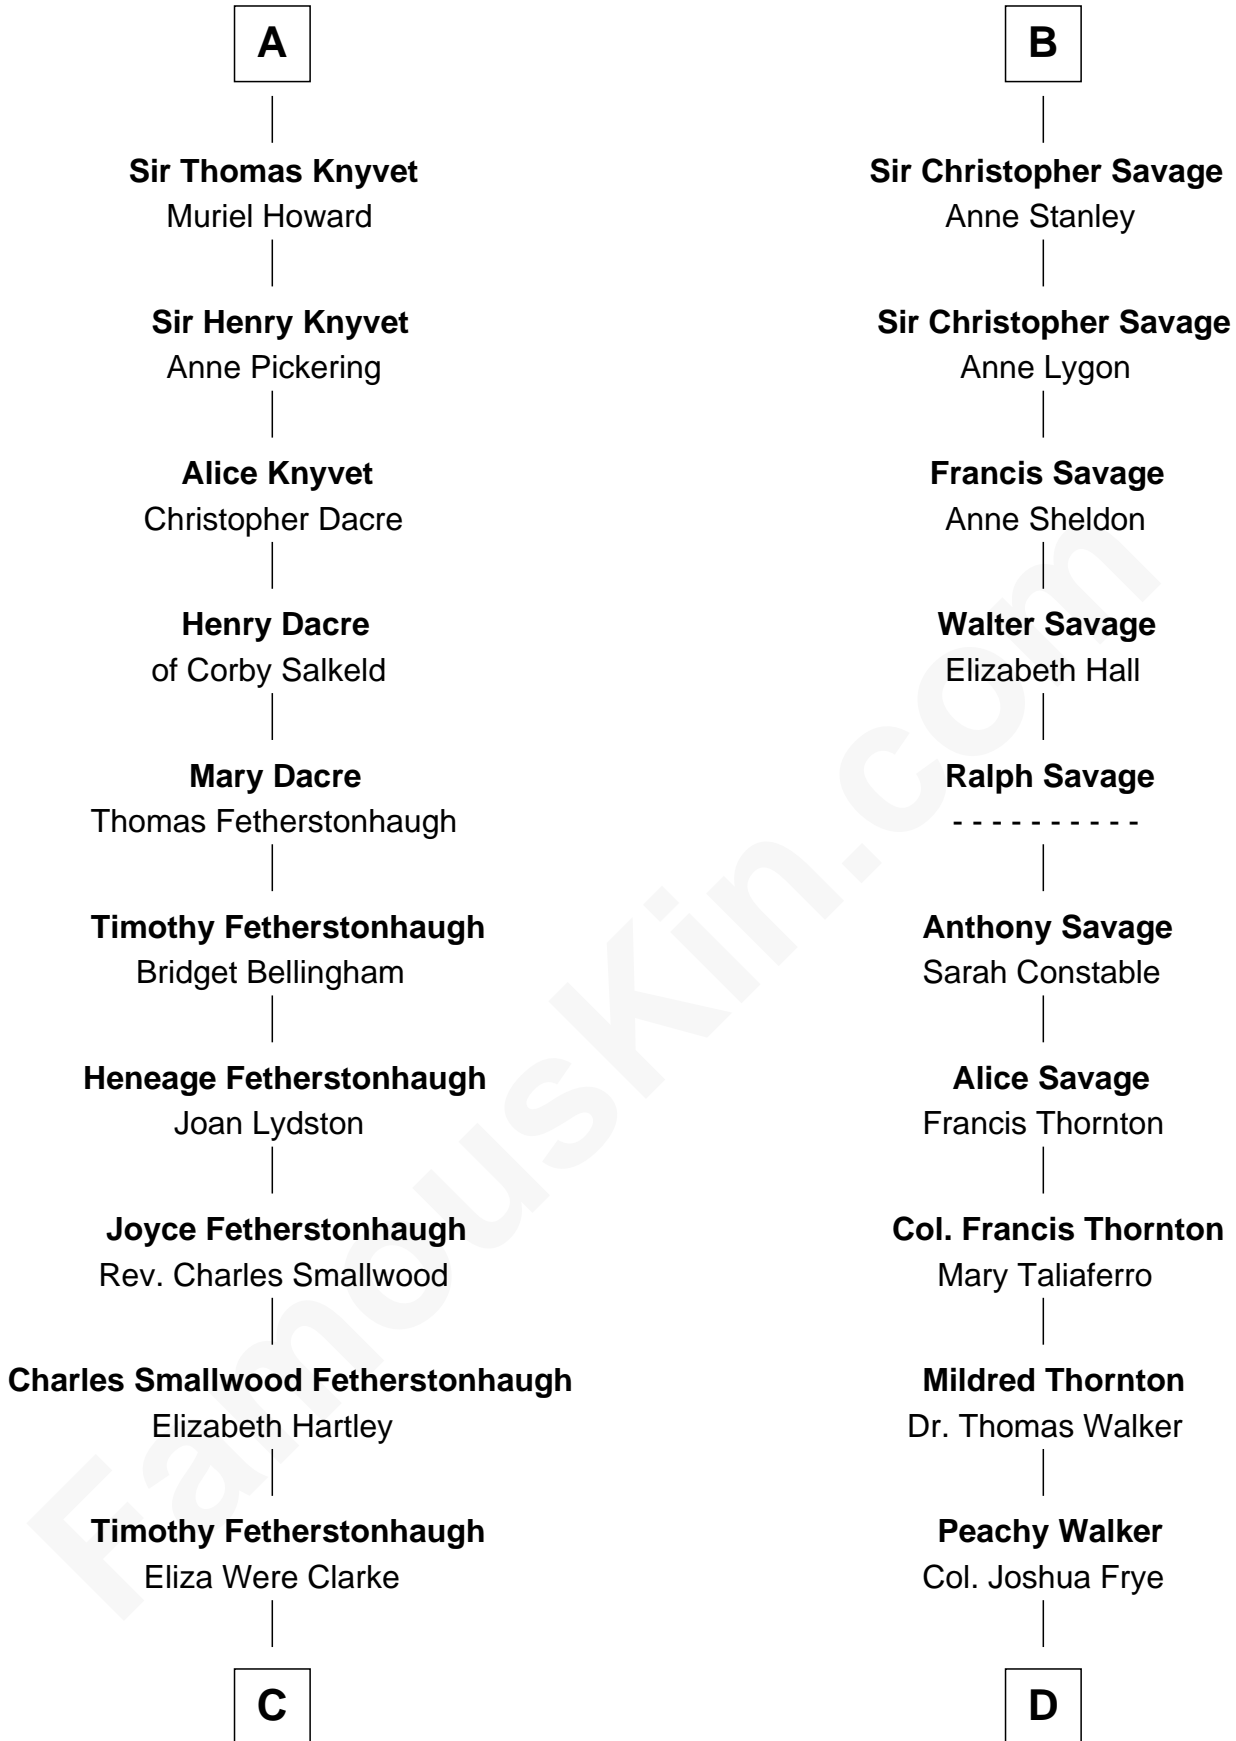 A
Sir Thomas Knyvet
Muriel Howard
Sir Henry Knyvet
Anne Pickering
Alice Knyvet
Christopher Dacre
Henry Dacre
of Corby Salkeld
Mary Dacre
Thomas Fetherstonhaugh
Timothy Fetherstonhaugh
Bridget Bellingham
Heneage Fetherstonhaugh
Joan Lydston
Joyce Fetherstonhaugh
Rev. Charles Smallwood
Charles Smallwood Fetherstonhaugh
Elizabeth Hartley
Timothy Fetherstonhaugh
Eliza Were Clarke
C
B
Sir Christopher Savage
Anne Stanley
Sir Christopher Savage
Anne Lygon
Francis Savage
Anne Sheldon
Walter Savage
Elizabeth Hall
Ralph Savage
- - - - - - - - - -
Anthony Savage
Sarah Constable
Alice Savage
Francis Thornton
Col. Francis Thornton
Mary Taliaferro
Mildred Thornton
Dr. Thomas Walker
Peachy Walker
Col. Joshua Frye
D
FamousKin.com